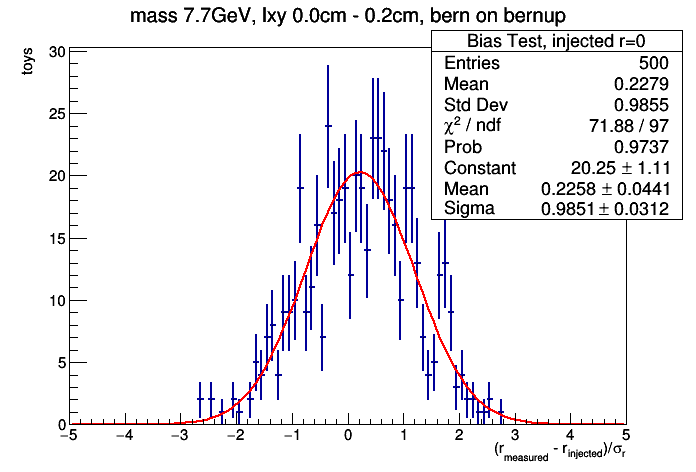 mass 7.7GeV, lxy 0.0cm - 0.2cm, bern on bernup
Bias Test, injected r=0
Entries 500
Mean 0.2279
Std Dev 0.9855
χ² / ndf 71.88 / 97
Prob 0.9737
Constant 20.25 ± 1.11
Mean 0.2258 ± 0.0441
Sigma 0.9851 ± 0.0312
toys
30
25
20
15
10
5
0
−5 −4 −3 −2 −1 0 1 2 3 4 5
(r_measured - r_injected)/σ_r